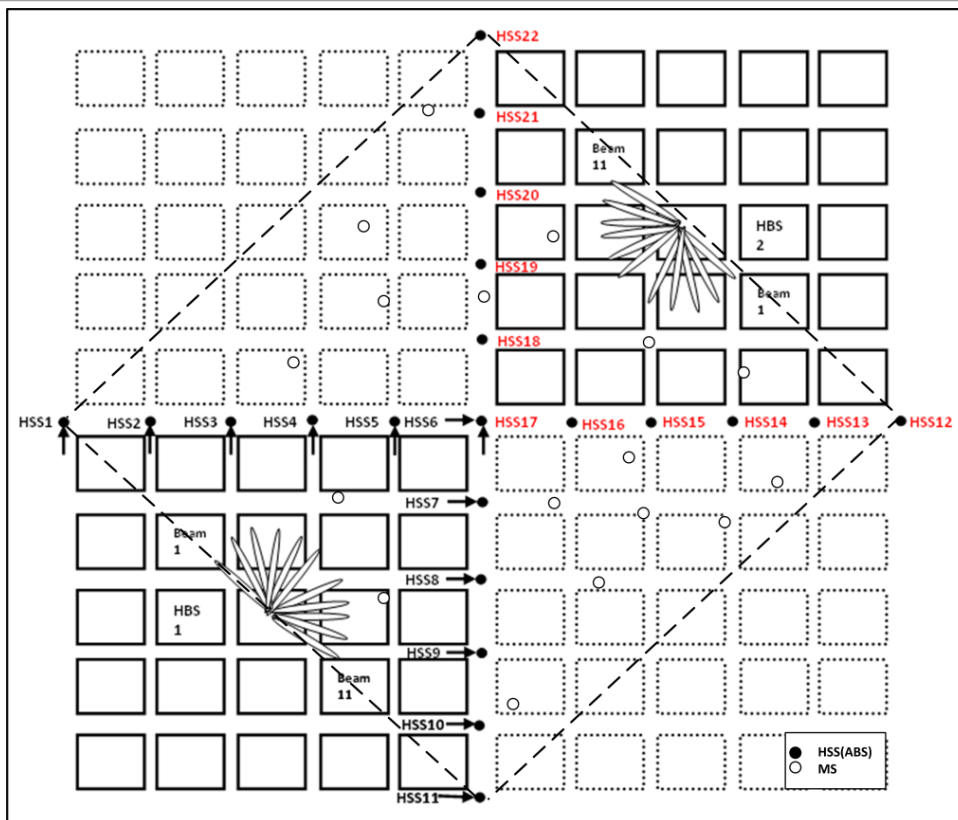 HSS22
HSS21
Beam
11
HSS20
HBS
2
HSS19
Beam
1
HSS18
HSS1
HSS2
HSS3
HSS4
HSS5
HSS6
HSS17
HSS16
HSS15
HSS14
HSS13
HSS12
HSS7
Beam
1
HSS8
HBS
1
HSS9
Beam
11
HSS10
HSS(ABS)
MS
HSS11